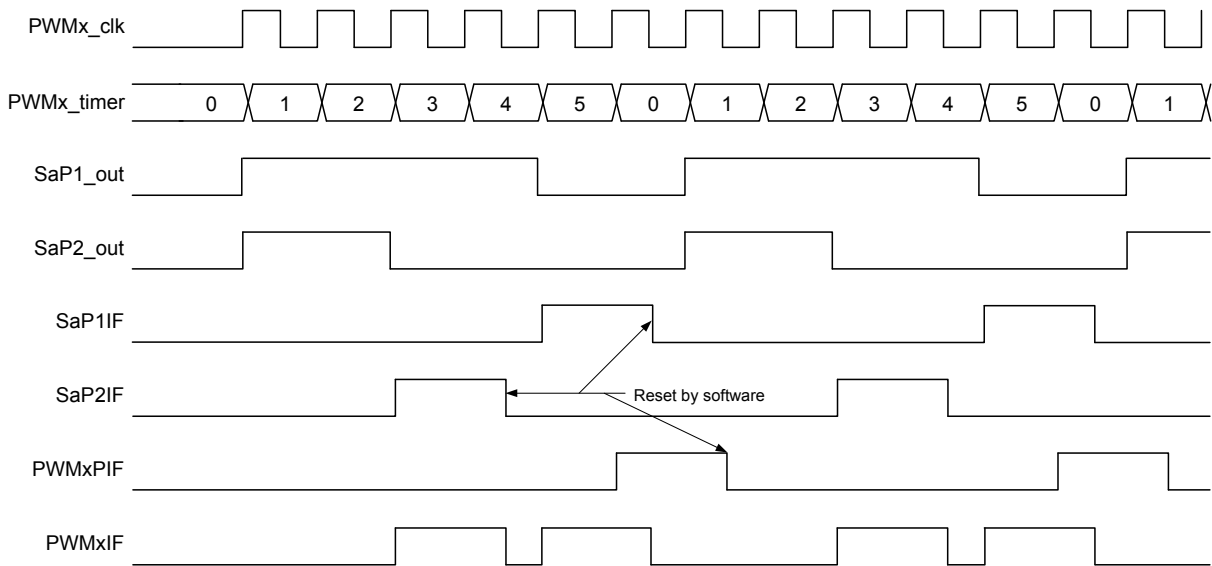 PWMx_clk
PWMx_timer 0 1 2 3 4 5 0 1 2 3 4 5 0 1
SaP1_out
SaP2_out
SaP1IF
SaP2IF Reset by software
PWMxPIF
PWMxIF